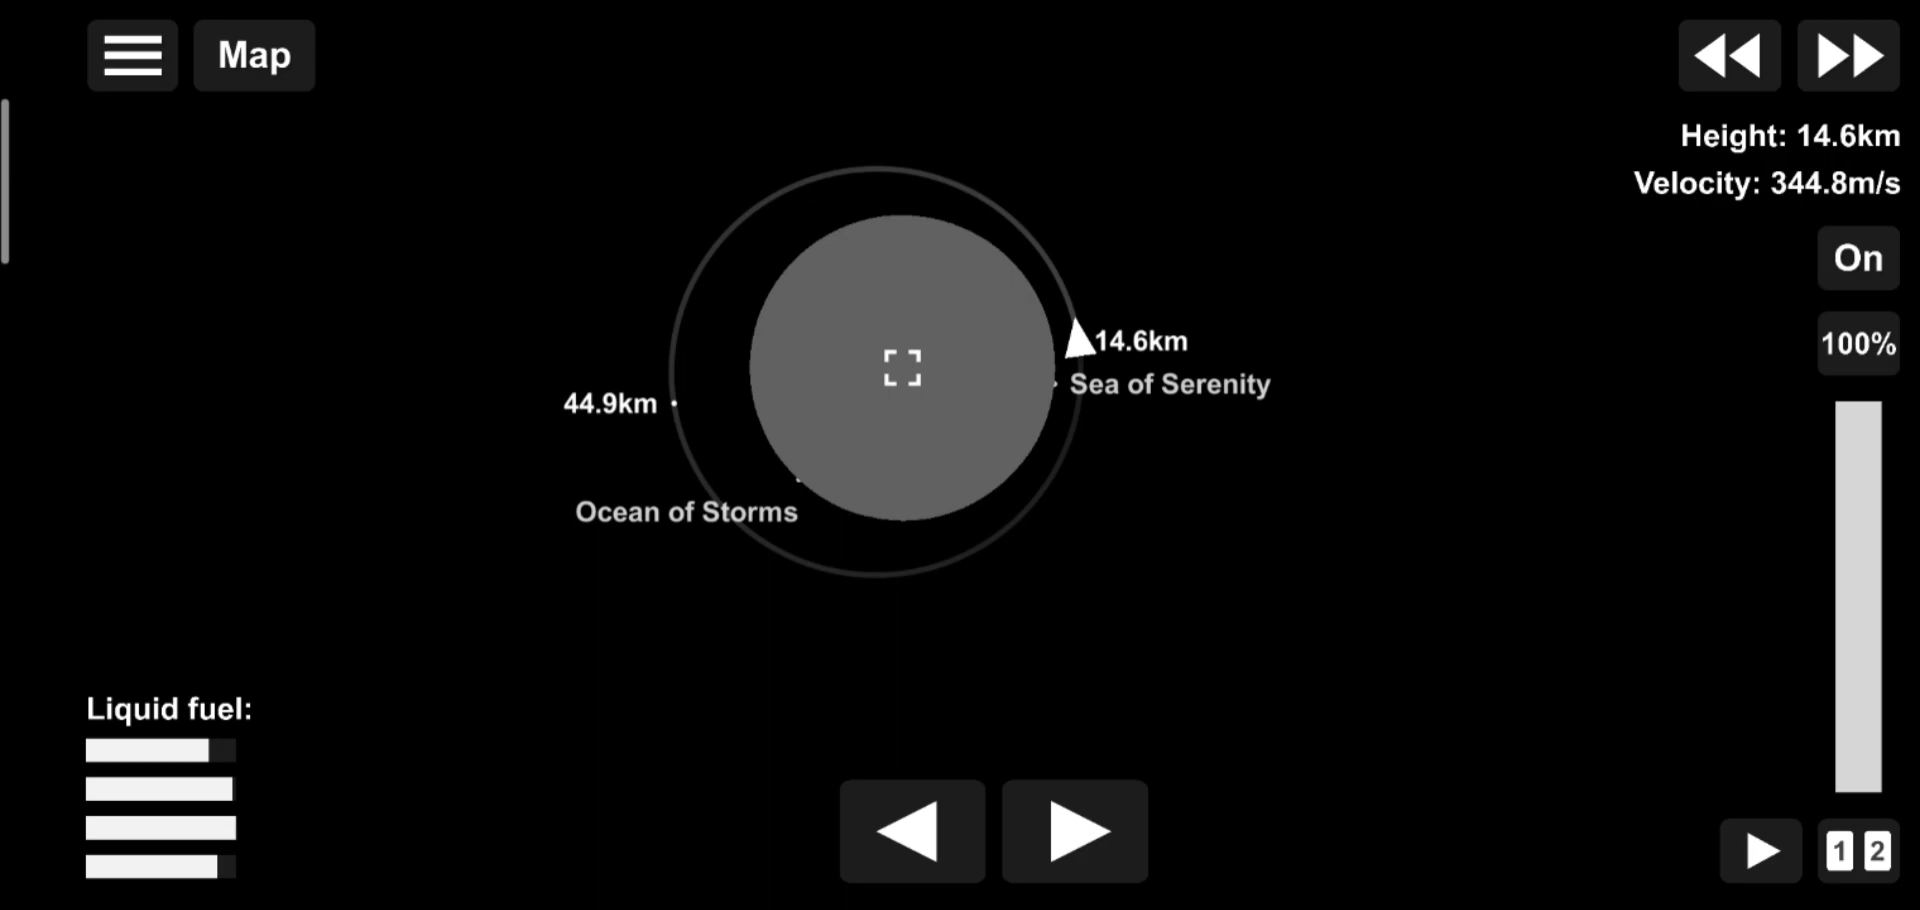 Map
Height: 14.6km
Velocity: 344.8m/s
On
100%
14.6km
Sea of Serenity
44.9km
Ocean of Storms
Liquid fuel:
1 2